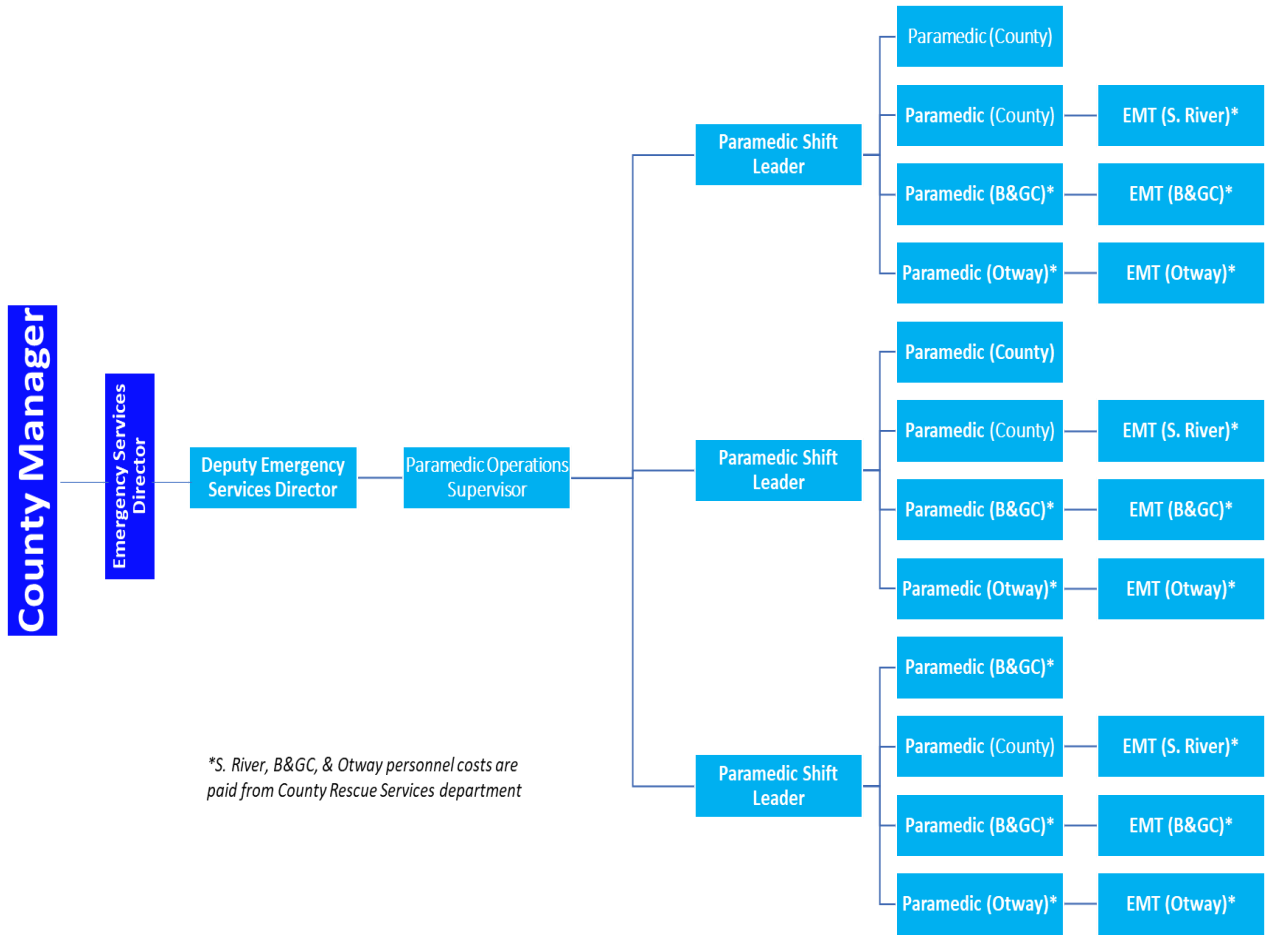 County Manager
Emergency Services
Director
Deputy Emergency
Services Director
Paramedic Operations
Supervisor
Paramedic Shift
Leader
Paramedic (County)
Paramedic (County)
EMT (S. River)*
Paramedic (B&GC)*
EMT (B&GC)*
Paramedic (Otway)*
EMT (Otway)*
Paramedic Shift
Leader
Paramedic (County)
Paramedic (County)
EMT (S. River)*
Paramedic (B&GC)*
EMT (B&GC)*
Paramedic (Otway)*
EMT (Otway)*
Paramedic Shift
Leader
Paramedic (B&GC)*
Paramedic (County)
EMT (S. River)*
Paramedic (B&GC)*
EMT (B&GC)*
Paramedic (Otway)*
EMT (Otway)*
*S. River, B&GC, & Otway personnel costs are
paid from County Rescue Services department